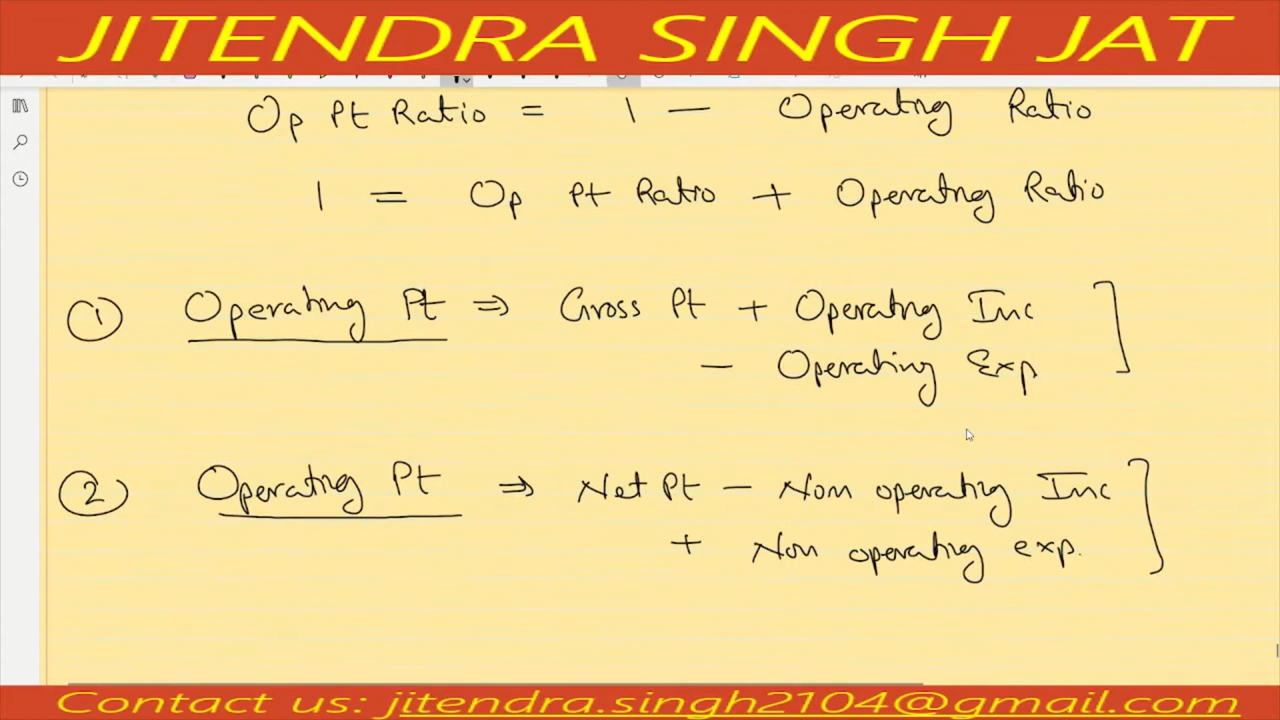 JITENDRA SINGH JAT
Op Pt Ratio = 1 - Operating Ratio
1 = Op Pt Ratio + Operating Ratio
① Operating Pt ⇒ Gross Pt + Operating Inc
- Operating Exp
② Operating Pt ⇒ Net Pt - Non operating Inc
+ Non operating exp.
Contact us: jitendra.singh2104@gmail.com